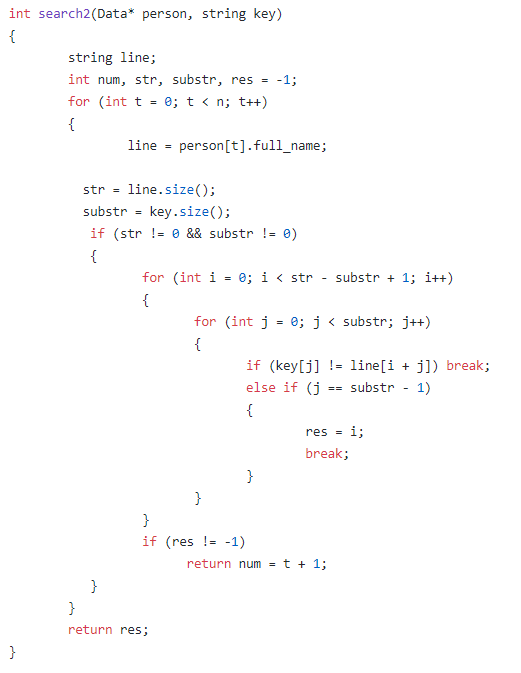 int search2(Data* person, string key)
{
string line;
int num, str, substr, res = -1;
for (int t = 0; t < n; t++)
{
line = person[t].full_name;
str = line.size();
substr = key.size();
if (str != 0 && substr != 0)
{
for (int i = 0; i < str - substr + 1; i++)
{
for (int j = 0; j < substr; j++)
{
if (key[j] != line[i + j]) break;
else if (j == substr - 1)
{
res = i;
break;
}
}
}
if (res != -1)
return num = t + 1;
}
}
return res;
}